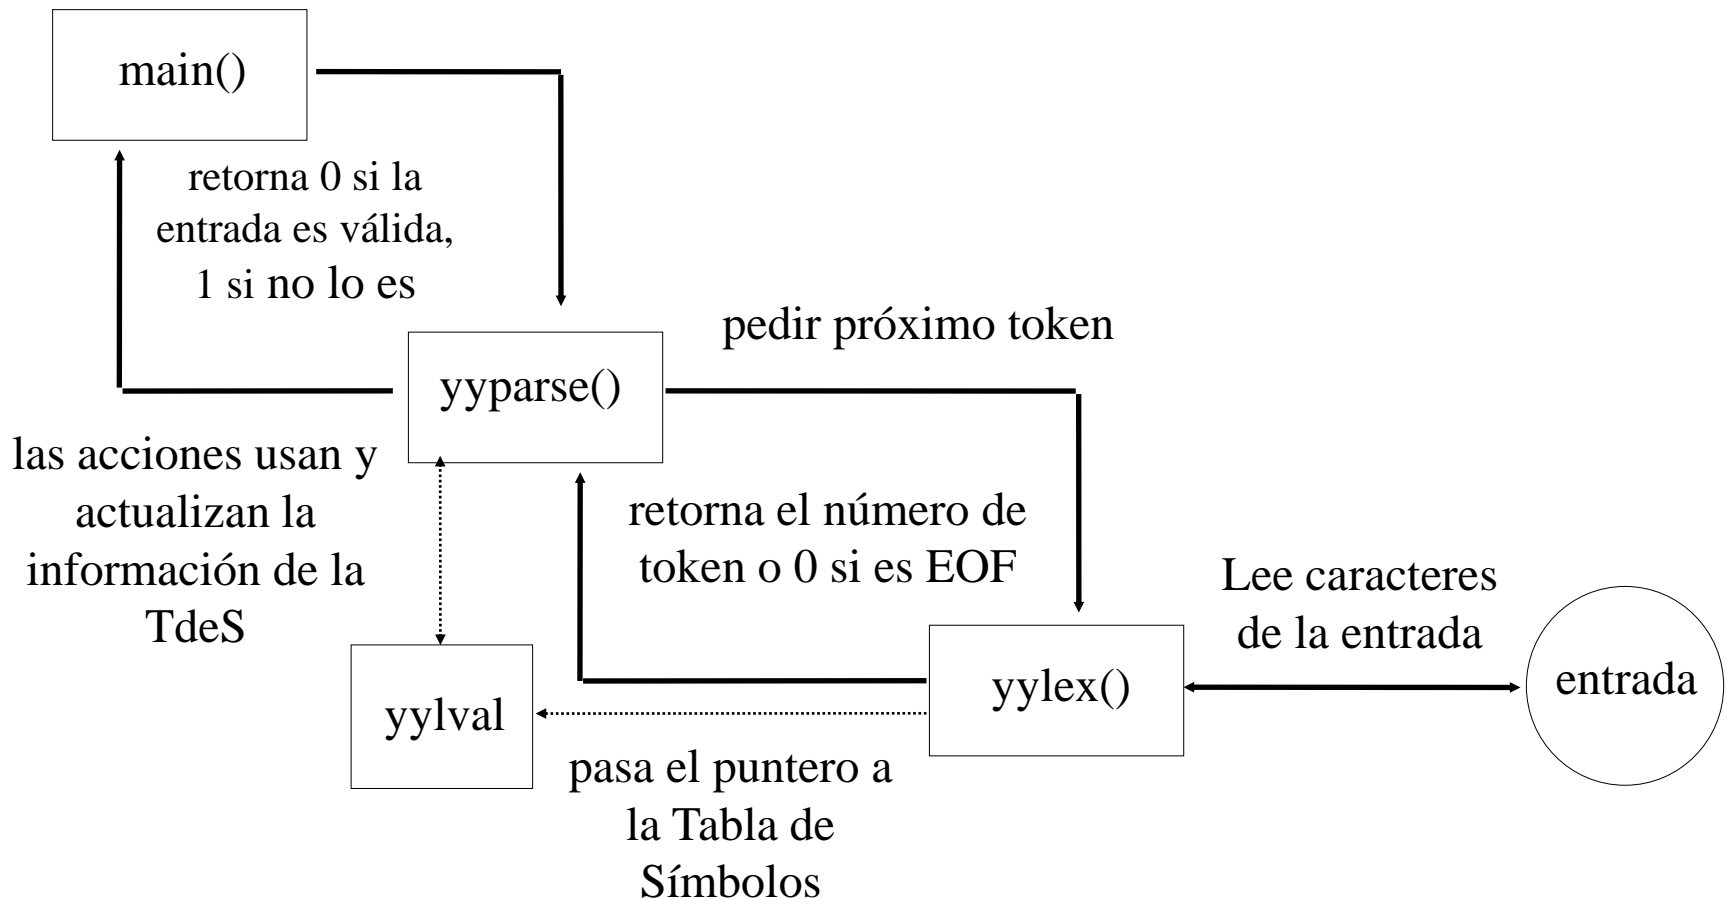 main()
retorna 0 si la
entrada es válida,
1 si no lo es
pedir próximo token
yyparse()
las acciones usan y
actualizan la
información de la
TdeS
retorna el número de
token o 0 si es EOF
Lee caracteres
de la entrada
entrada
yylex()
yylval
pasa el puntero a
la Tabla de
Símbolos